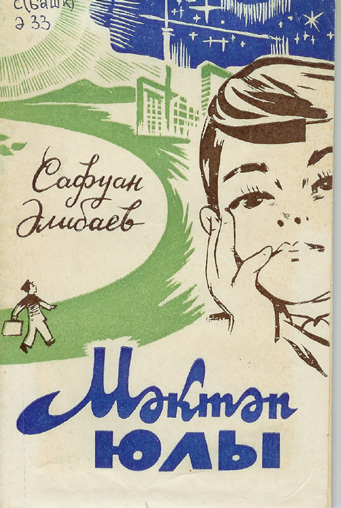 С(Башк)
Ә 33
Сафуан
Әлибаев
Мәктәп
юлы